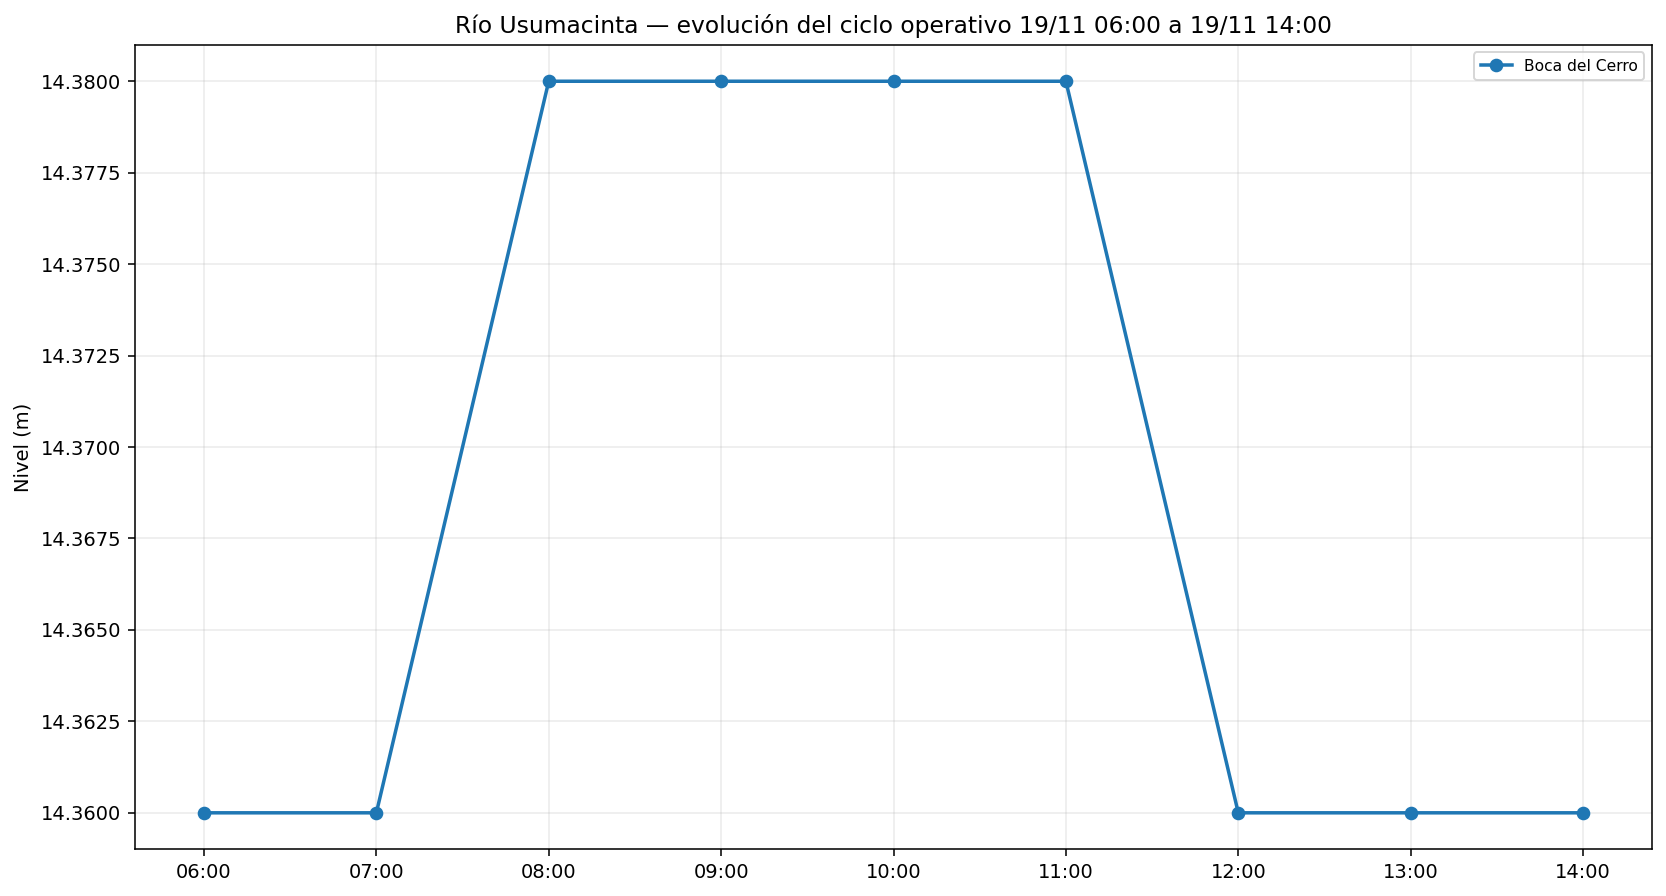 Río Usumacinta — evolución del ciclo operativo 19/11 06:00 a 19/11 14:00
Boca del Cerro
Nivel (m)
14.3800
14.3775
14.3750
14.3725
14.3700
14.3675
14.3650
14.3625
14.3600
06:00 07:00 08:00 09:00 10:00 11:00 12:00 13:00 14:00